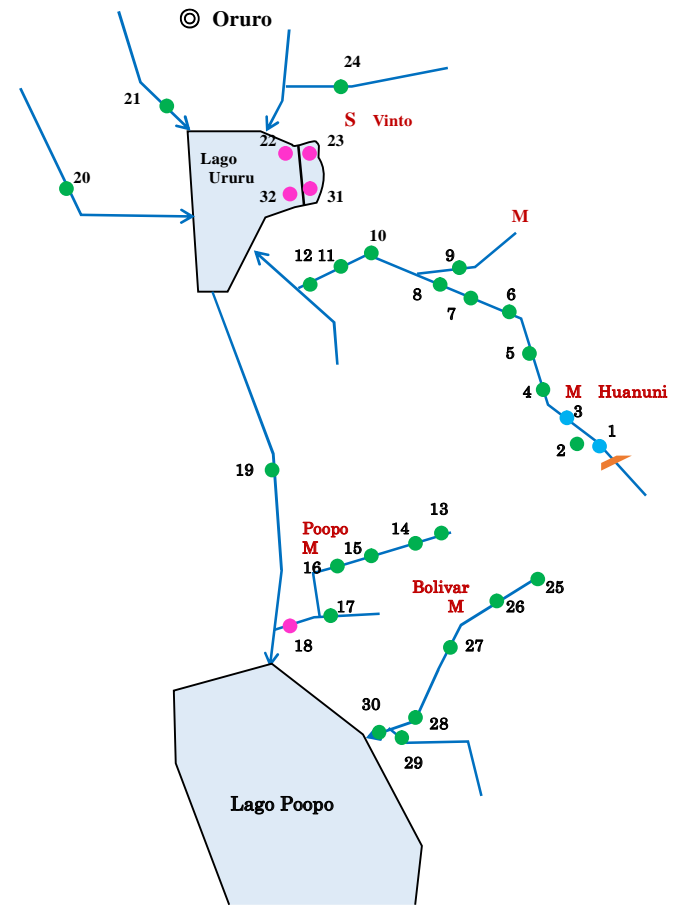 Oruro
24
21
S Vinto
22 23
Lago
Ururu
20
32 31
M
10
12 11 9
8
7 6
5
4 M Huanuni
3
1
2
19
13
Poopo
14
M 15
16
Bolivar
25
M 26
17
18
27
30
28
29
Lago Poopo